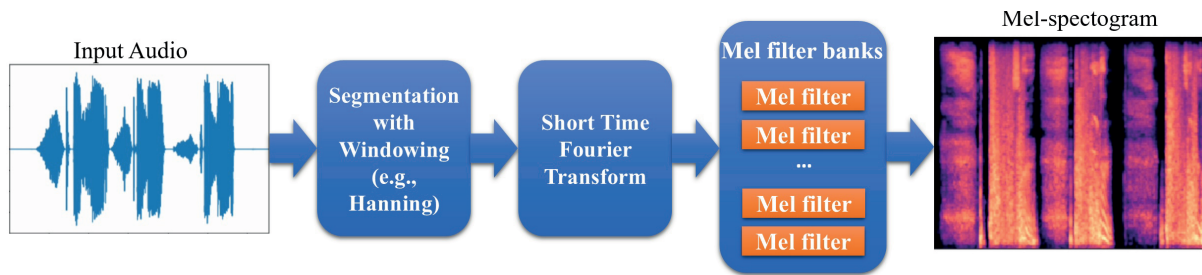 Input Audio
Segmentation
with
Windowing
(e.g.,
Hanning)
Short Time
Fourier
Transform
Mel filter banks
Mel filter
Mel filter
...
Mel filter
Mel filter
Mel-spectogram